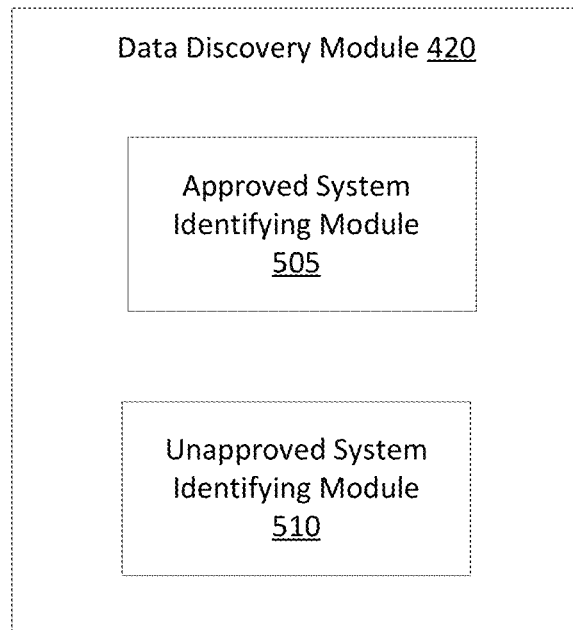 Data Discovery Module 420
Approved System
Identifying Module
505
Unapproved System
Identifying Module
510